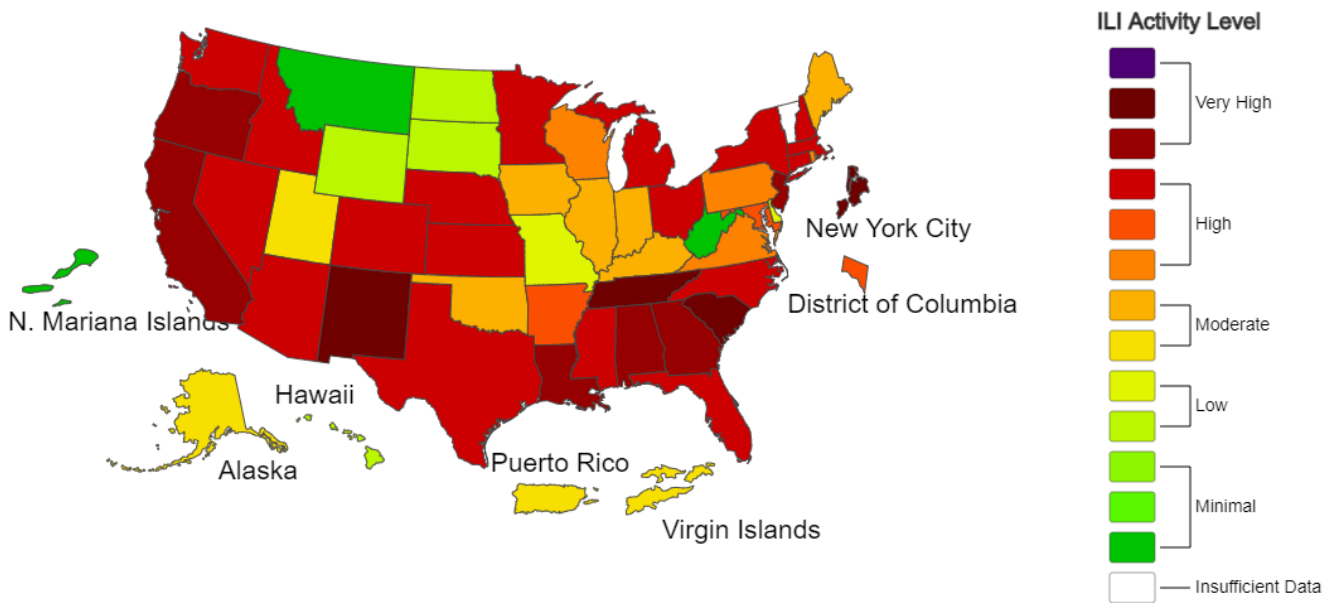 ILI Activity Level
Very High
High
Moderate
Low
Minimal
Insufficient Data
New York City
District of Columbia
N. Mariana Islands
Hawaii
Alaska
Puerto Rico
Virgin Islands